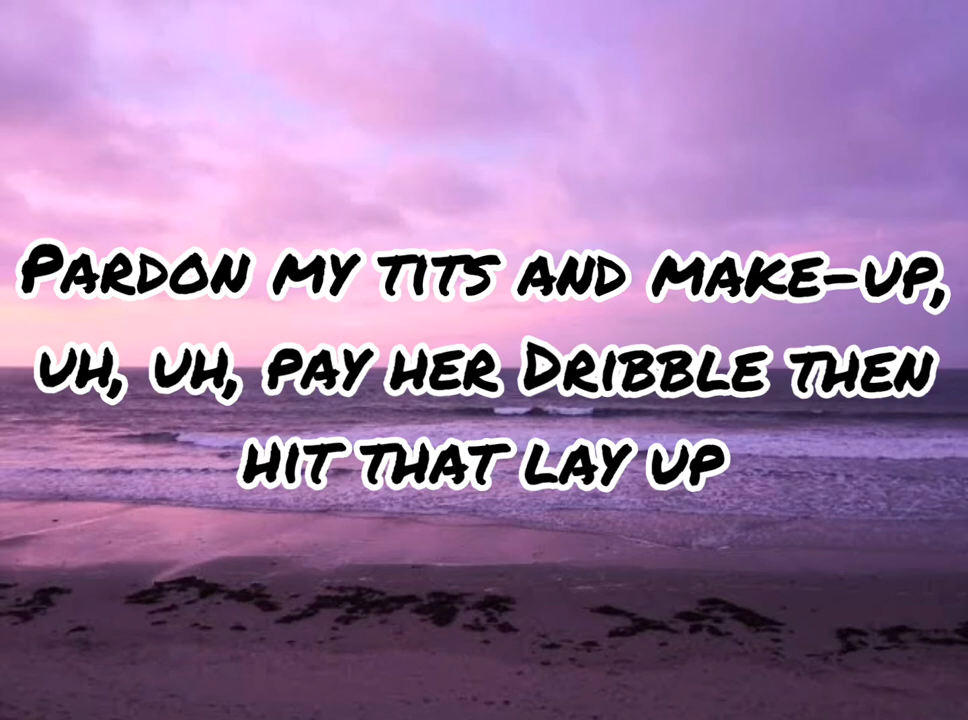 Pardon my tits and make-up,
uh, uh, pay her Dribble then
hit that lay up